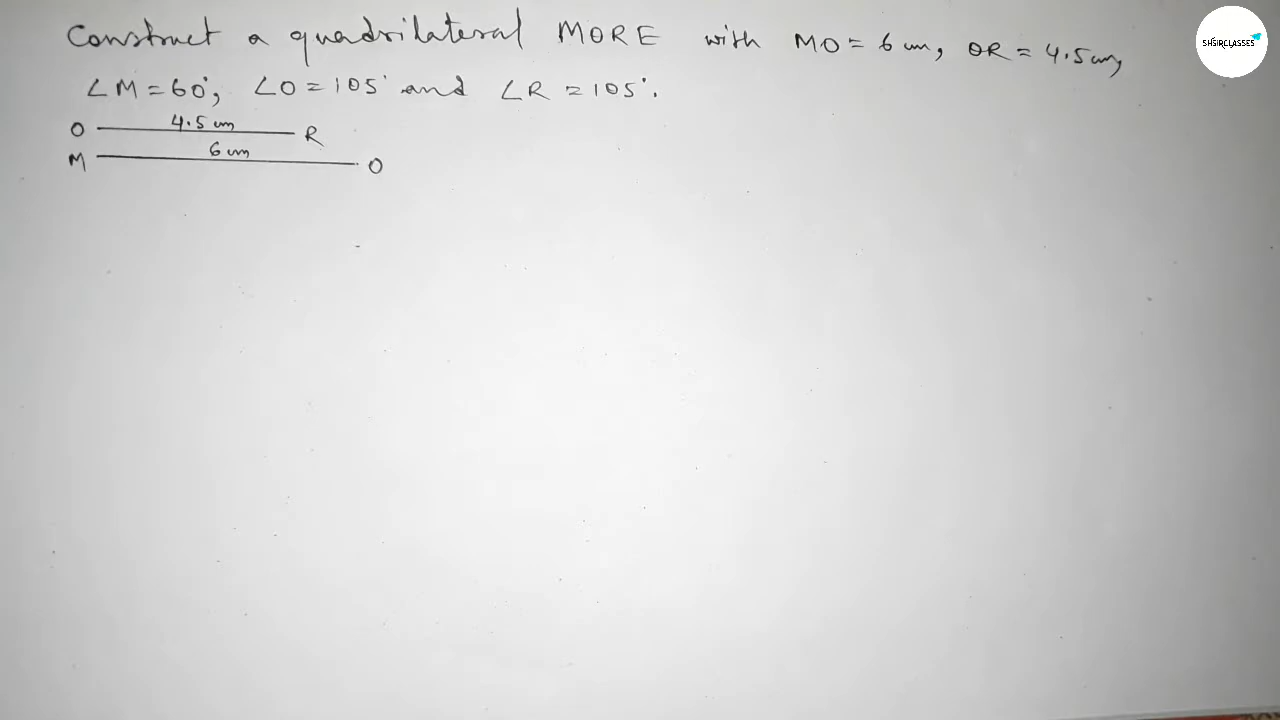 Construct a quadrilateral MORE with MO = 6 cm, OR = 4.5 cm,
∠M = 60°, ∠O = 105° and ∠R = 105°.
O 4.5 cm R
M 6 cm O
SHSIRCLASSES